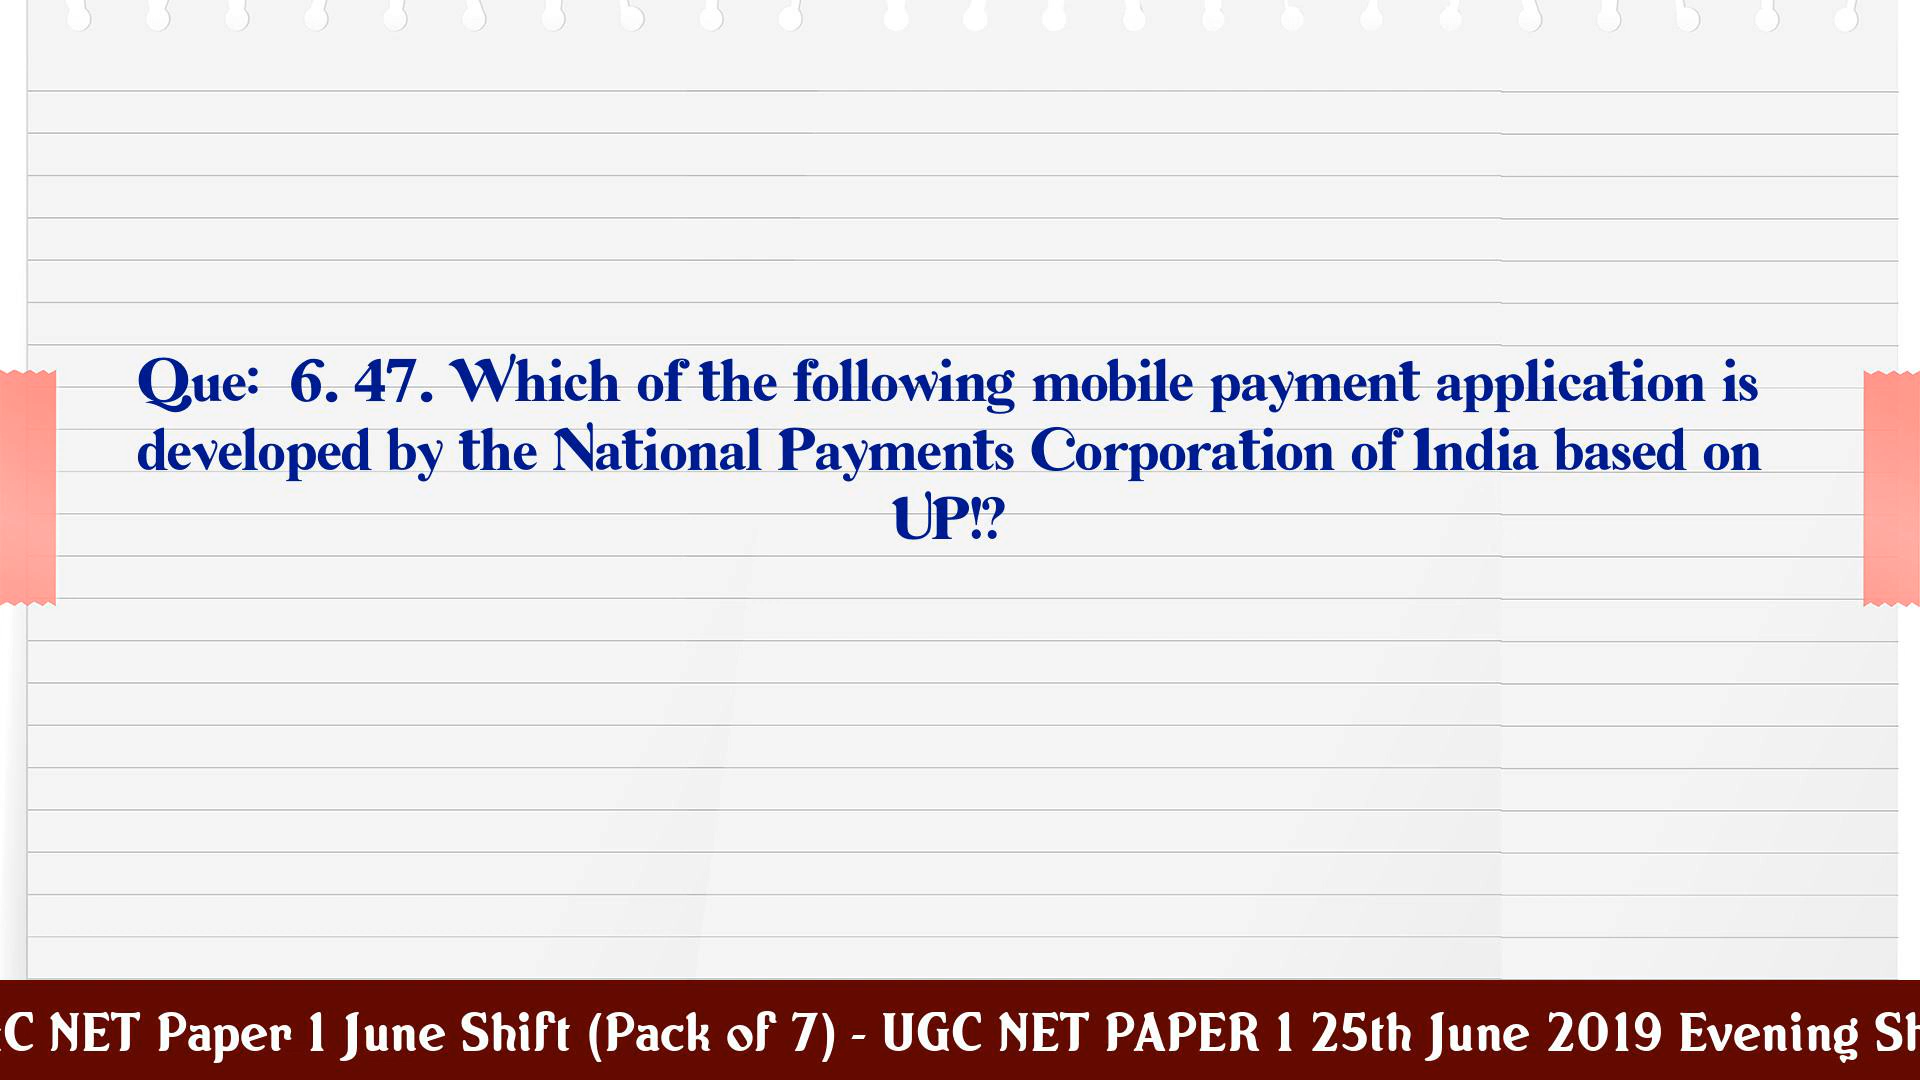 Que: 6. 47. Which of the following mobile payment application is
developed by the National Payments Corporation of India based on
UP!?
C NET Paper 1 June Shift (Pack of 7) - UGC NET PAPER 1 25th June 2019 Evening Sh